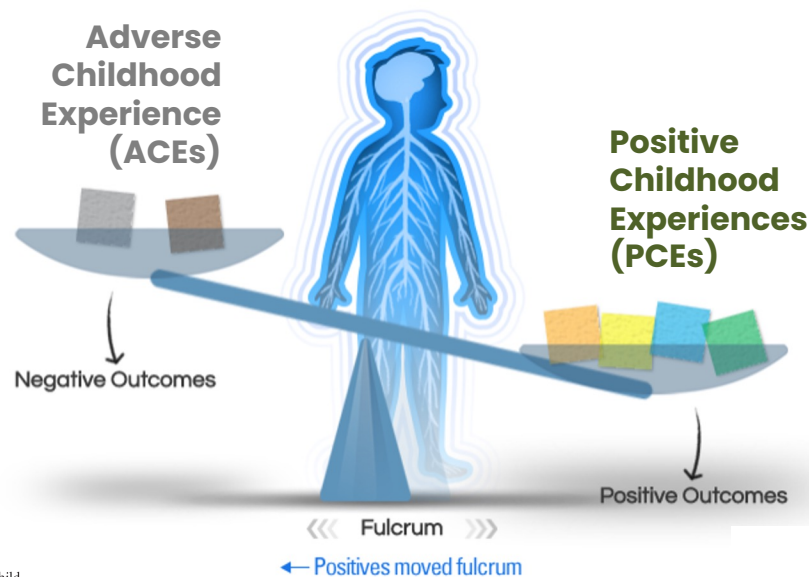 Adverse
Childhood
Experience
(ACEs)
Positive
Childhood
Experiences
(PCEs)
Negative Outcomes
Positive Outcomes
Fulcrum
Positives moved fulcrum